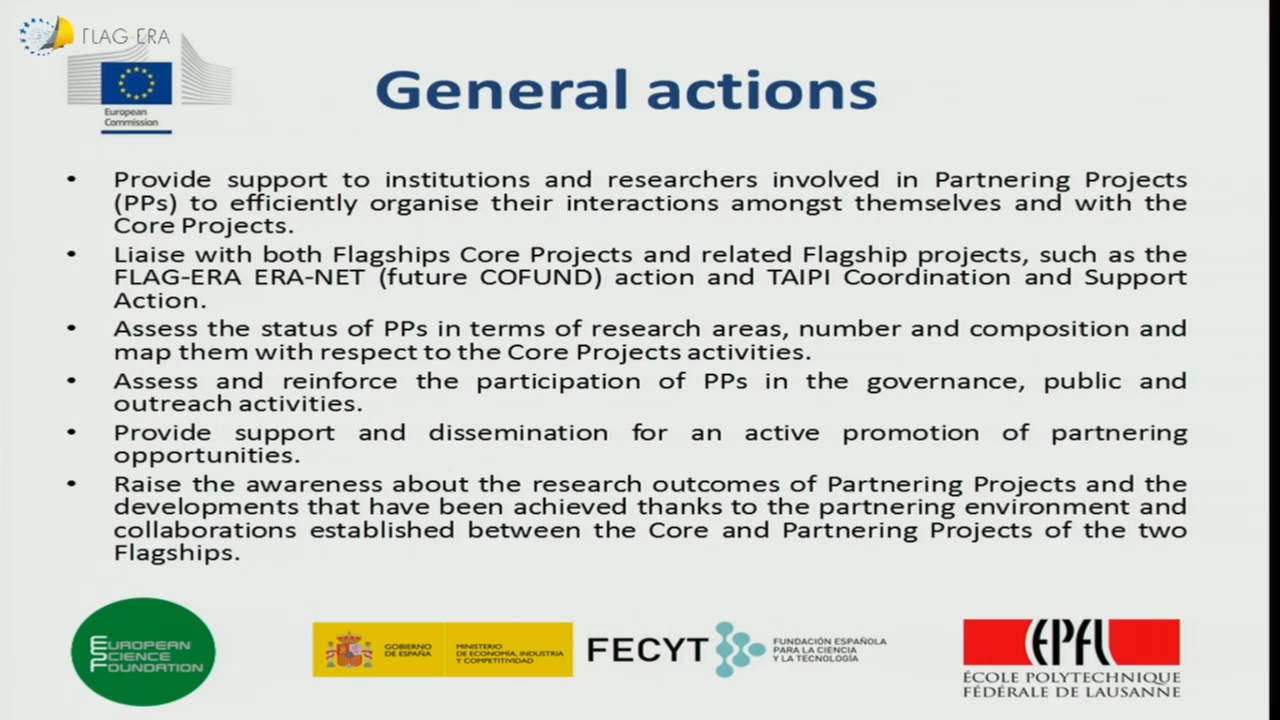 FLAG-ERA
European
Commission
General actions
• Provide support to institutions and researchers involved in Partnering Projects
(PPs) to efficiently organise their interactions amongst themselves and with the
Core Projects.
• Liaise with both Flagships Core Projects and related Flagship projects, such as the
FLAG-ERA ERA-NET (future COFUND) action and TAIPI Coordination and Support
Action.
• Assess the status of PPs in terms of research areas, number and composition and
map them with respect to the Core Projects activities.
• Assess and reinforce the participation of PPs in the governance, public and
outreach activities.
• Provide support and dissemination for an active promotion of partnering
opportunities.
• Raise the awareness about the research outcomes of Partnering Projects and the
developments that have been achieved thanks to the partnering environment and
collaborations established between the Core and Partnering Projects of the two
Flagships.
EUROPEAN
SCIENCE
FOUNDATION
GOBIERNO
DE ESPAÑA
MINISTERIO
DE ECONOMÍA, INDUSTRIA
Y COMPETITIVIDAD
FECYT
FUNDACIÓN ESPAÑOLA
PARA LA CIENCIA
Y LA TECNOLOGÍA
EPFL
ÉCOLE POLYTECHNIQUE
FÉDÉRALE DE LAUSANNE